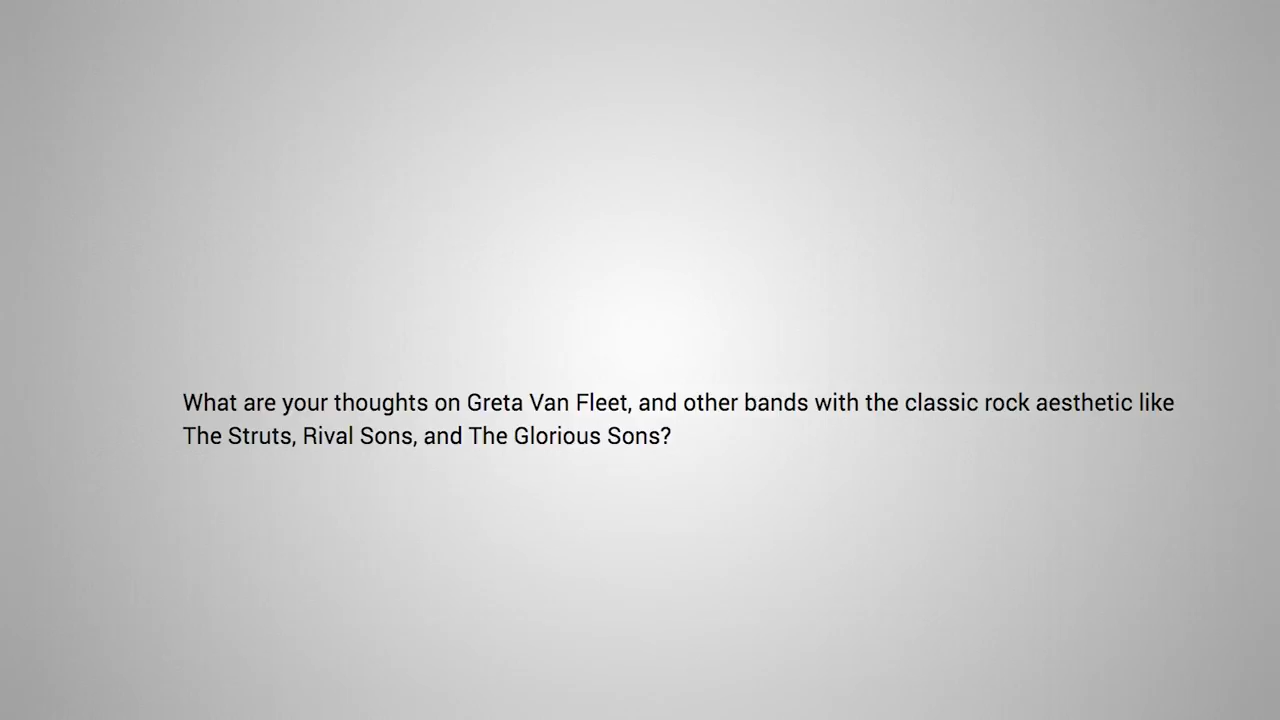 What are your thoughts on Greta Van Fleet, and other bands with the classic rock aesthetic like
The Struts, Rival Sons, and The Glorious Sons?